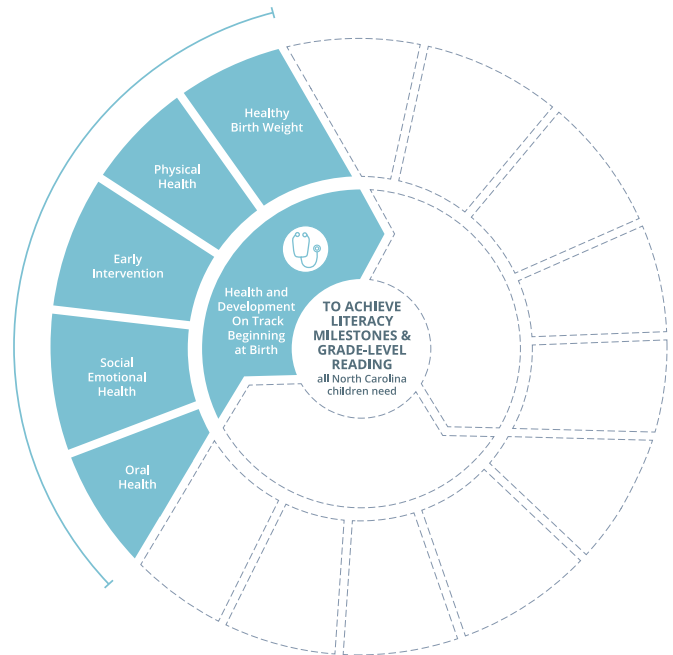 Healthy
Birth Weight
Physical
Health
Early
Intervention
Social
Emotional
Health
Oral
Health
Health and
Development
On Track
Beginning
at Birth
TO ACHIEVE
LITERACY
MILESTONES &
GRADE-LEVEL
READING
all North Carolina
children need